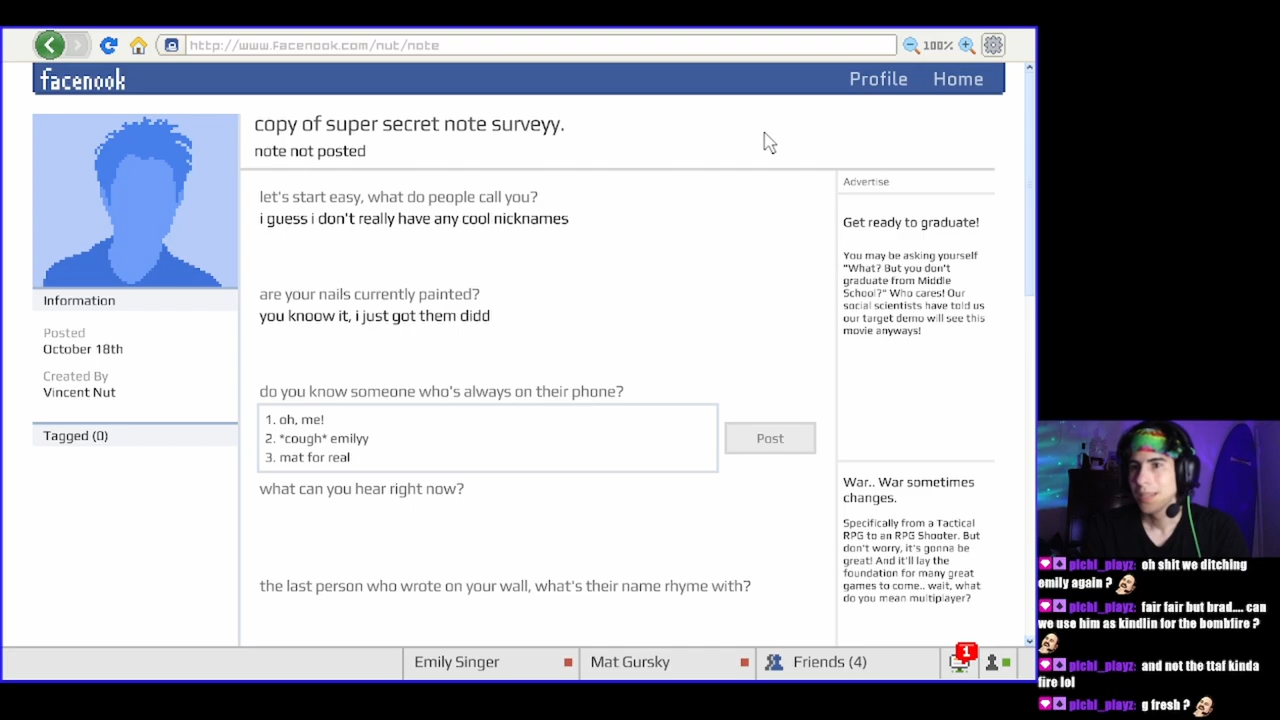 http://www.facenook.com/nut/note
100%
facenook
Profile
Home
copy of super secret note surveyy.
note not posted
Information
Posted
October 18th
Created By
Vincent Nut
Tagged (0)
let's start easy, what do people call you?
i guess i don't really have any cool nicknames
are your nails currently painted?
you knoow it, i just got them didd
do you know someone who's always on their phone?
1. oh, me!
2. *cough* emilyy
3. mat for real
Post
what can you hear right now?
the last person who wrote on your wall, what's their name rhyme with?
Advertise
Get ready to graduate!
You may be asking yourself
"What? But you don't
graduate from Middle
School?" Who cares! Our
social scientists have told us
our target demo will see this
movie anyways!
War.. War sometimes
changes.
Specifically from a Tactical
RPG to an RPG Shooter. But
don't worry, it's gonna be
great! And it'll lay the
foundation for many great
games to come.. wait, what
do you mean multiplayer?
Emily Singer
Mat Gursky
Friends (4)
1
plchi_playz: oh shit we ditching
emily again ?
plchi_playz: fair fair but brad.... can
we use him as kindlin for the bombfire ?
plchi_playz: and not the ttaf kinda
fire lol
plchi_playz: g fresh ?